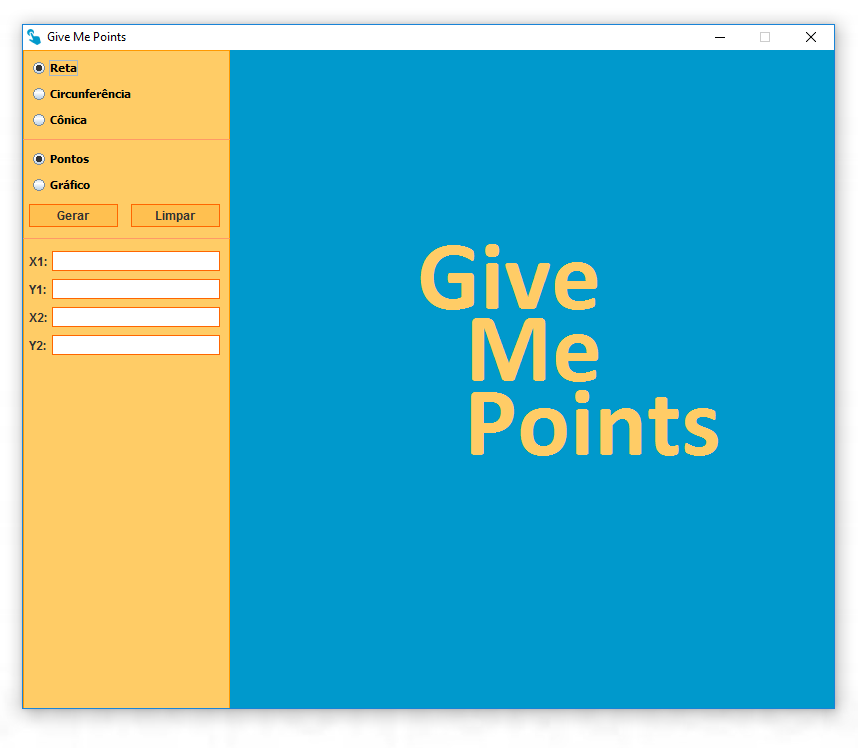 Give Me Points
Reta
Circunferência
Cônica
Pontos
Gráfico
Gerar Limpar
X1:
Y1:
X2:
Y2:
Give
Me
Points